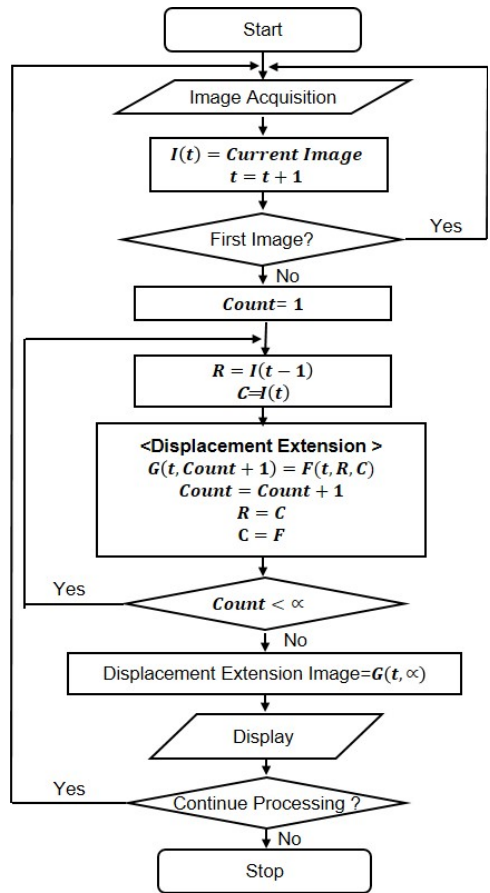 Start
Image Acquisition
I(t) = Current Image
t = t + 1
First Image?
Yes
No
Count= 1
R = I(t − 1)
C=I(t)
<Displacement Extension >
G(t, Count + 1) = F(t, R, C)
Count = Count + 1
R = C
C = F
Yes
Count < ∝
No
Displacement Extension Image=G(t, ∝)
Display
Yes
Continue Processing ?
No
Stop